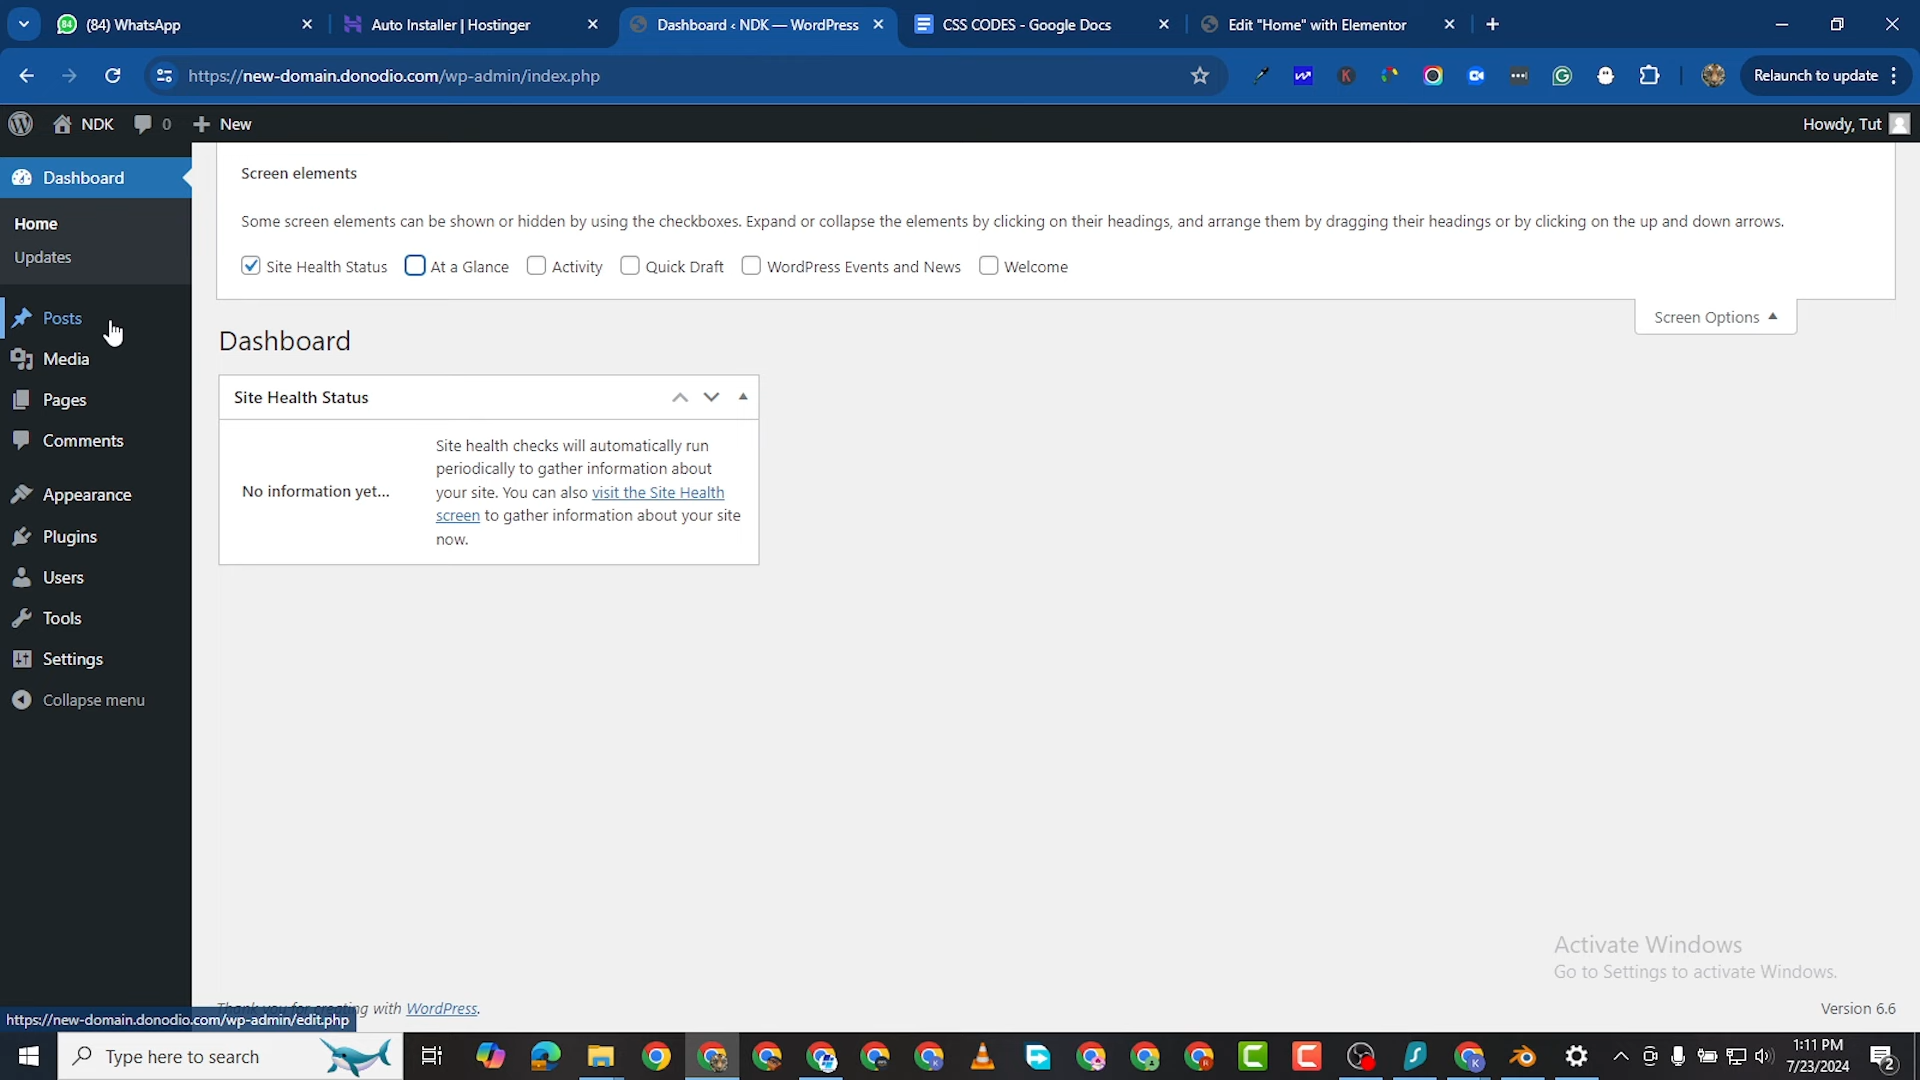 (84) WhatsApp
Auto Installer | Hostinger
Dashboard ‹ NDK — WordPress
CSS CODES - Google Docs
Edit "Home" with Elementor
https://new-domain.donodio.com/wp-admin/index.php
Relaunch to update
NDK
0
New
Howdy, Tut
Dashboard
Home
Updates
Posts
Media
Pages
Comments
Appearance
Plugins
Users
Tools
Settings
Collapse menu
Screen elements
Some screen elements can be shown or hidden by using the checkboxes. Expand or collapse the elements by clicking on their headings, and arrange them by dragging their headings or by clicking on the up and down arrows.
Site Health Status At a Glance Activity Quick Draft WordPress Events and News Welcome
Screen Options
Dashboard
Site Health Status
No information yet...
Site health checks will automatically run
periodically to gather information about
your site. You can also visit the Site Health
screen to gather information about your site
now.
Activate Windows
Go to Settings to activate Windows.
Thank you for creating with WordPress.
Version 6.6
https://new-domain.donodio.com/wp-admin/edit.php
Type here to search
1:11 PM
7/23/2024
2